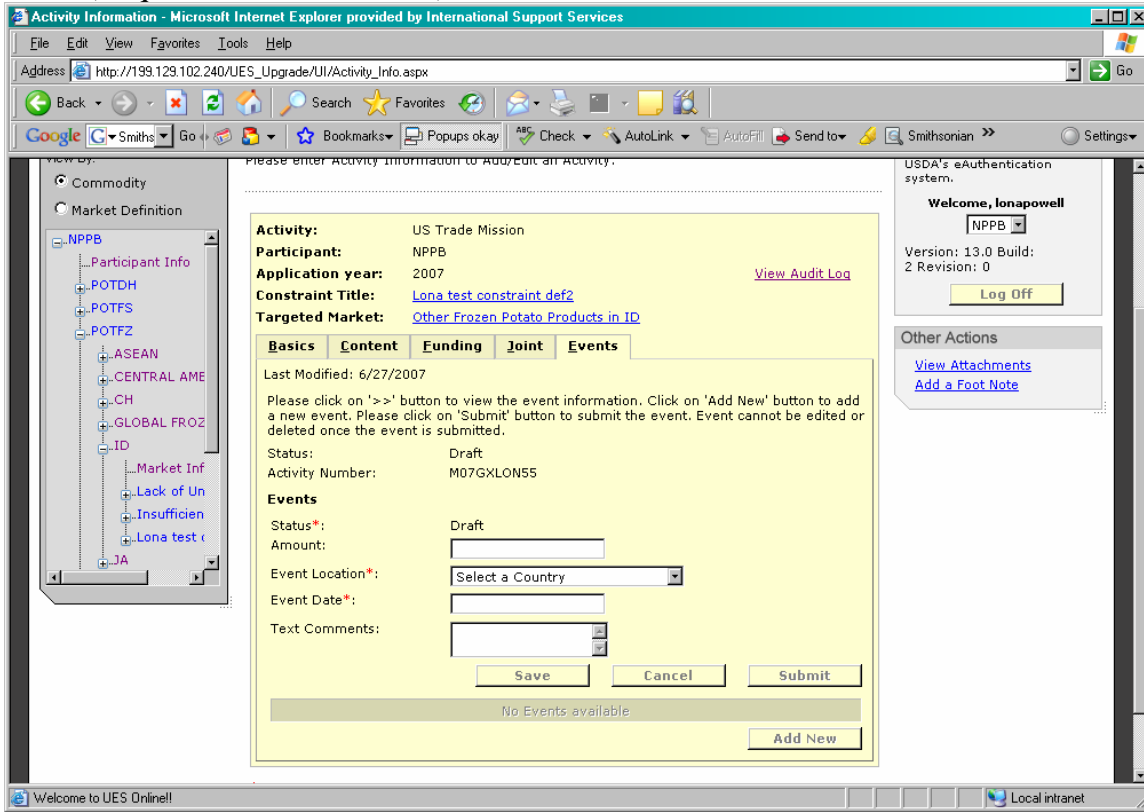 Activity Information - Microsoft Internet Explorer provided by International Support Services
File Edit View Favorites Tools Help
Address http://199.129.102.240/UES_Upgrade/UI/Activity_Info.aspx Go
Back Search Favorites
Google G Smiths Go Bookmarks Popups okay ABC Check AutoLink AutoFill Send to Smithsonian >> Settings
View By:
Commodity
Market Definition
NPPB
Participant Info
POTDH
POTFS
POTFZ
ASEAN
CENTRAL AME
CH
GLOBAL FROZ
ID
Market Inf
Lack of Un
Insufficien
Lona test
JA
Please enter Activity Information to Add/Edit an Activity.
Activity: US Trade Mission
Participant: NPPB
Application year: 2007 View Audit Log
Constraint Title: Lona test constraint def2
Targeted Market: Other Frozen Potato Products in ID
Basics Content Funding Joint Events
Last Modified: 6/27/2007
Please click on '>>' button to view the event information. Click on 'Add New' button to add
a new event. Please click on 'Submit' button to submit the event. Event cannot be edited or
deleted once the event is submitted.
Status: Draft
Activity Number: M07GXLON55
Events
Status*: Draft
Amount:
Event Location*: Select a Country
Event Date*:
Text Comments:
Save Cancel Submit
No Events available
Add New
USDA's eAuthentication
system.
Welcome, lonapowell
NPPB
Version: 13.0 Build:
2 Revision: 0
Log Off
Other Actions
View Attachments
Add a Foot Note
Welcome to UES Online!! Local intranet